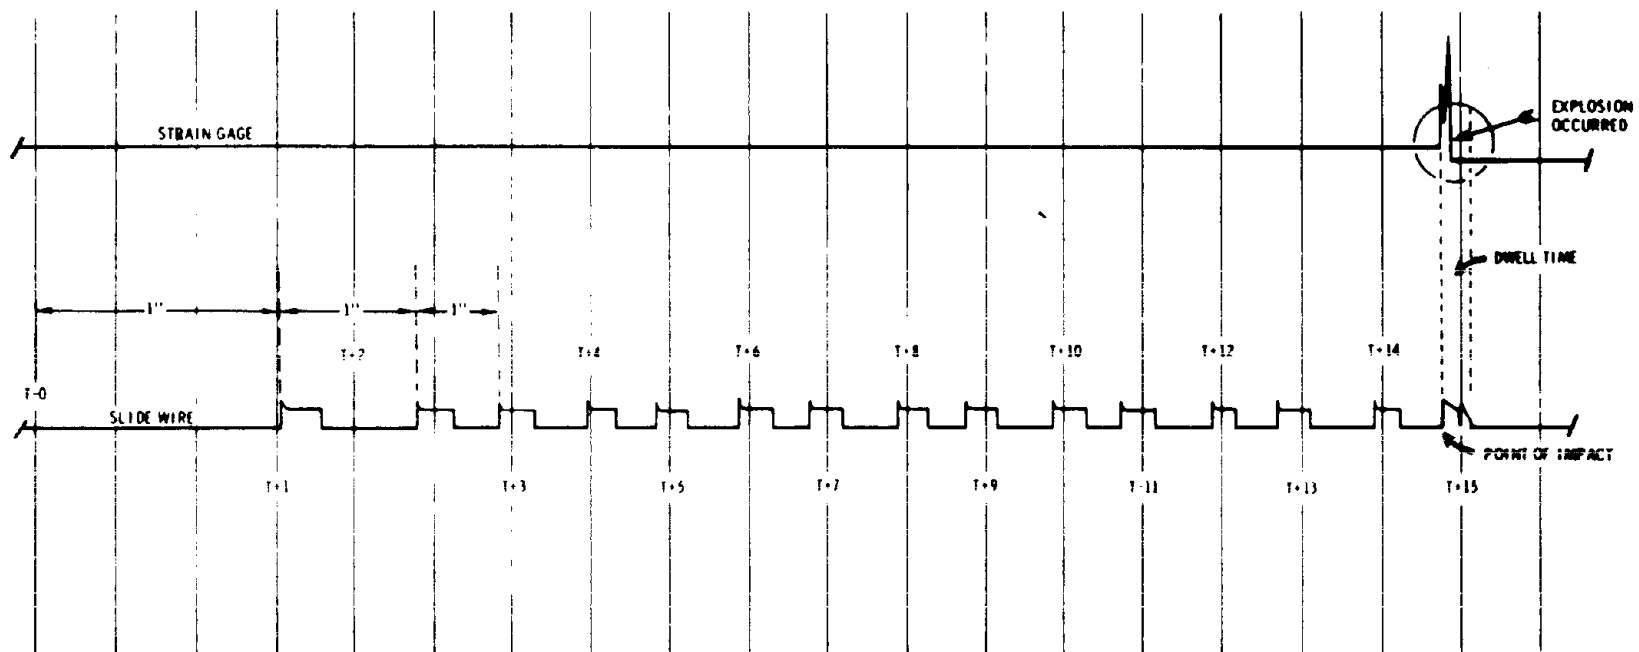 STRAIN GAGE
EXPLOSION
OCCURRED
DWELL TIME
1"
1"
1"
T+2
T+4
T+6
T+8
T+10
T+12
T+14
T-0
SLIDE WIRE
POINT OF IMPACT
T+1
T+3
T+5
T+7
T+9
T-11
T+13
T+15